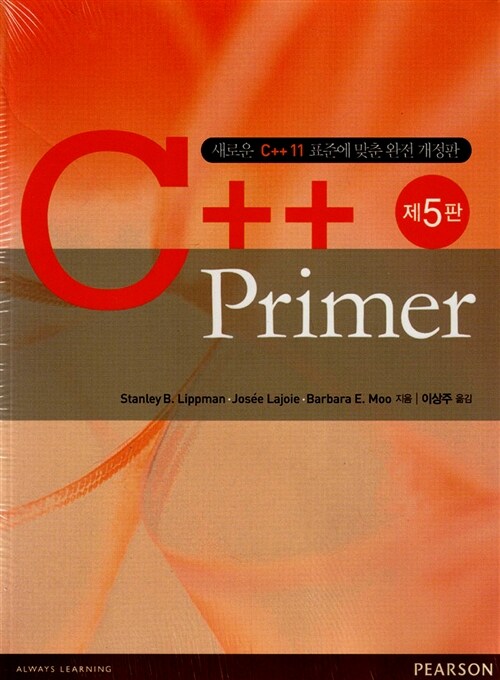 새로운 C++ 11 표준에 맞춘 완전 개정판
C++
제5판
Primer
Stanley B. Lippman · Josée Lajoie · Barbara E. Moo 지음 | 이상주 옮김
ALWAYS LEARNING
PEARSON